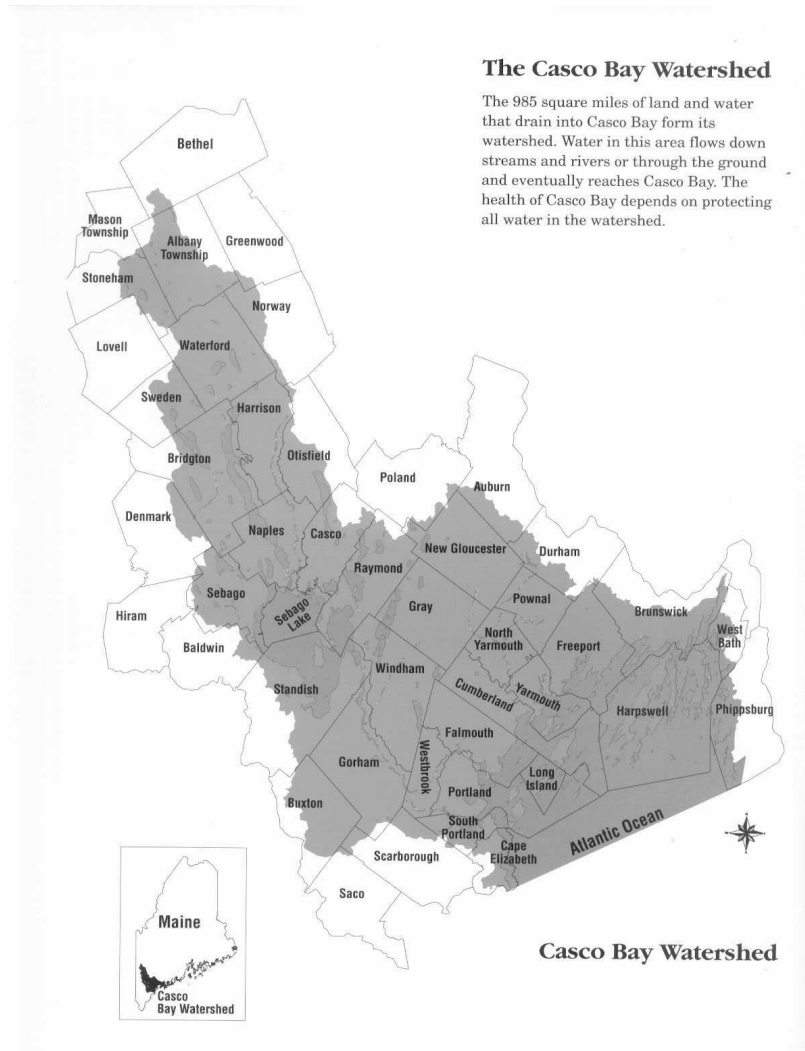 The Casco Bay Watershed
The 985 square miles of land and water
that drain into Casco Bay form its
watershed. Water in this area flows down
streams and rivers or through the ground
and eventually reaches Casco Bay. The
health of Casco Bay depends on protecting
all water in the watershed.
Bethel
Mason
Township
Albany
Township
Greenwood
Stoneham
Norway
Lovell
Waterford
Sweden
Harrison
Bridgton
Otisfield
Poland
Auburn
Denmark
Naples
Casco
New Gloucester
Durham
Raymond
Sebago
Sebago
Lake
Gray
Pownal
Brunswick
Hiram
North
Yarmouth
West
Bath
Baldwin
Freeport
Windham
Standish
Cumberland
Yarmouth
Harpswell
Phippsburg
Falmouth
Gorham
Westbrook
Long
Island
Portland
Buxton
South
Portland
Atlantic Ocean
Cape
Elizabeth
Scarborough
Saco
Maine
Casco
Bay Watershed
Casco Bay Watershed